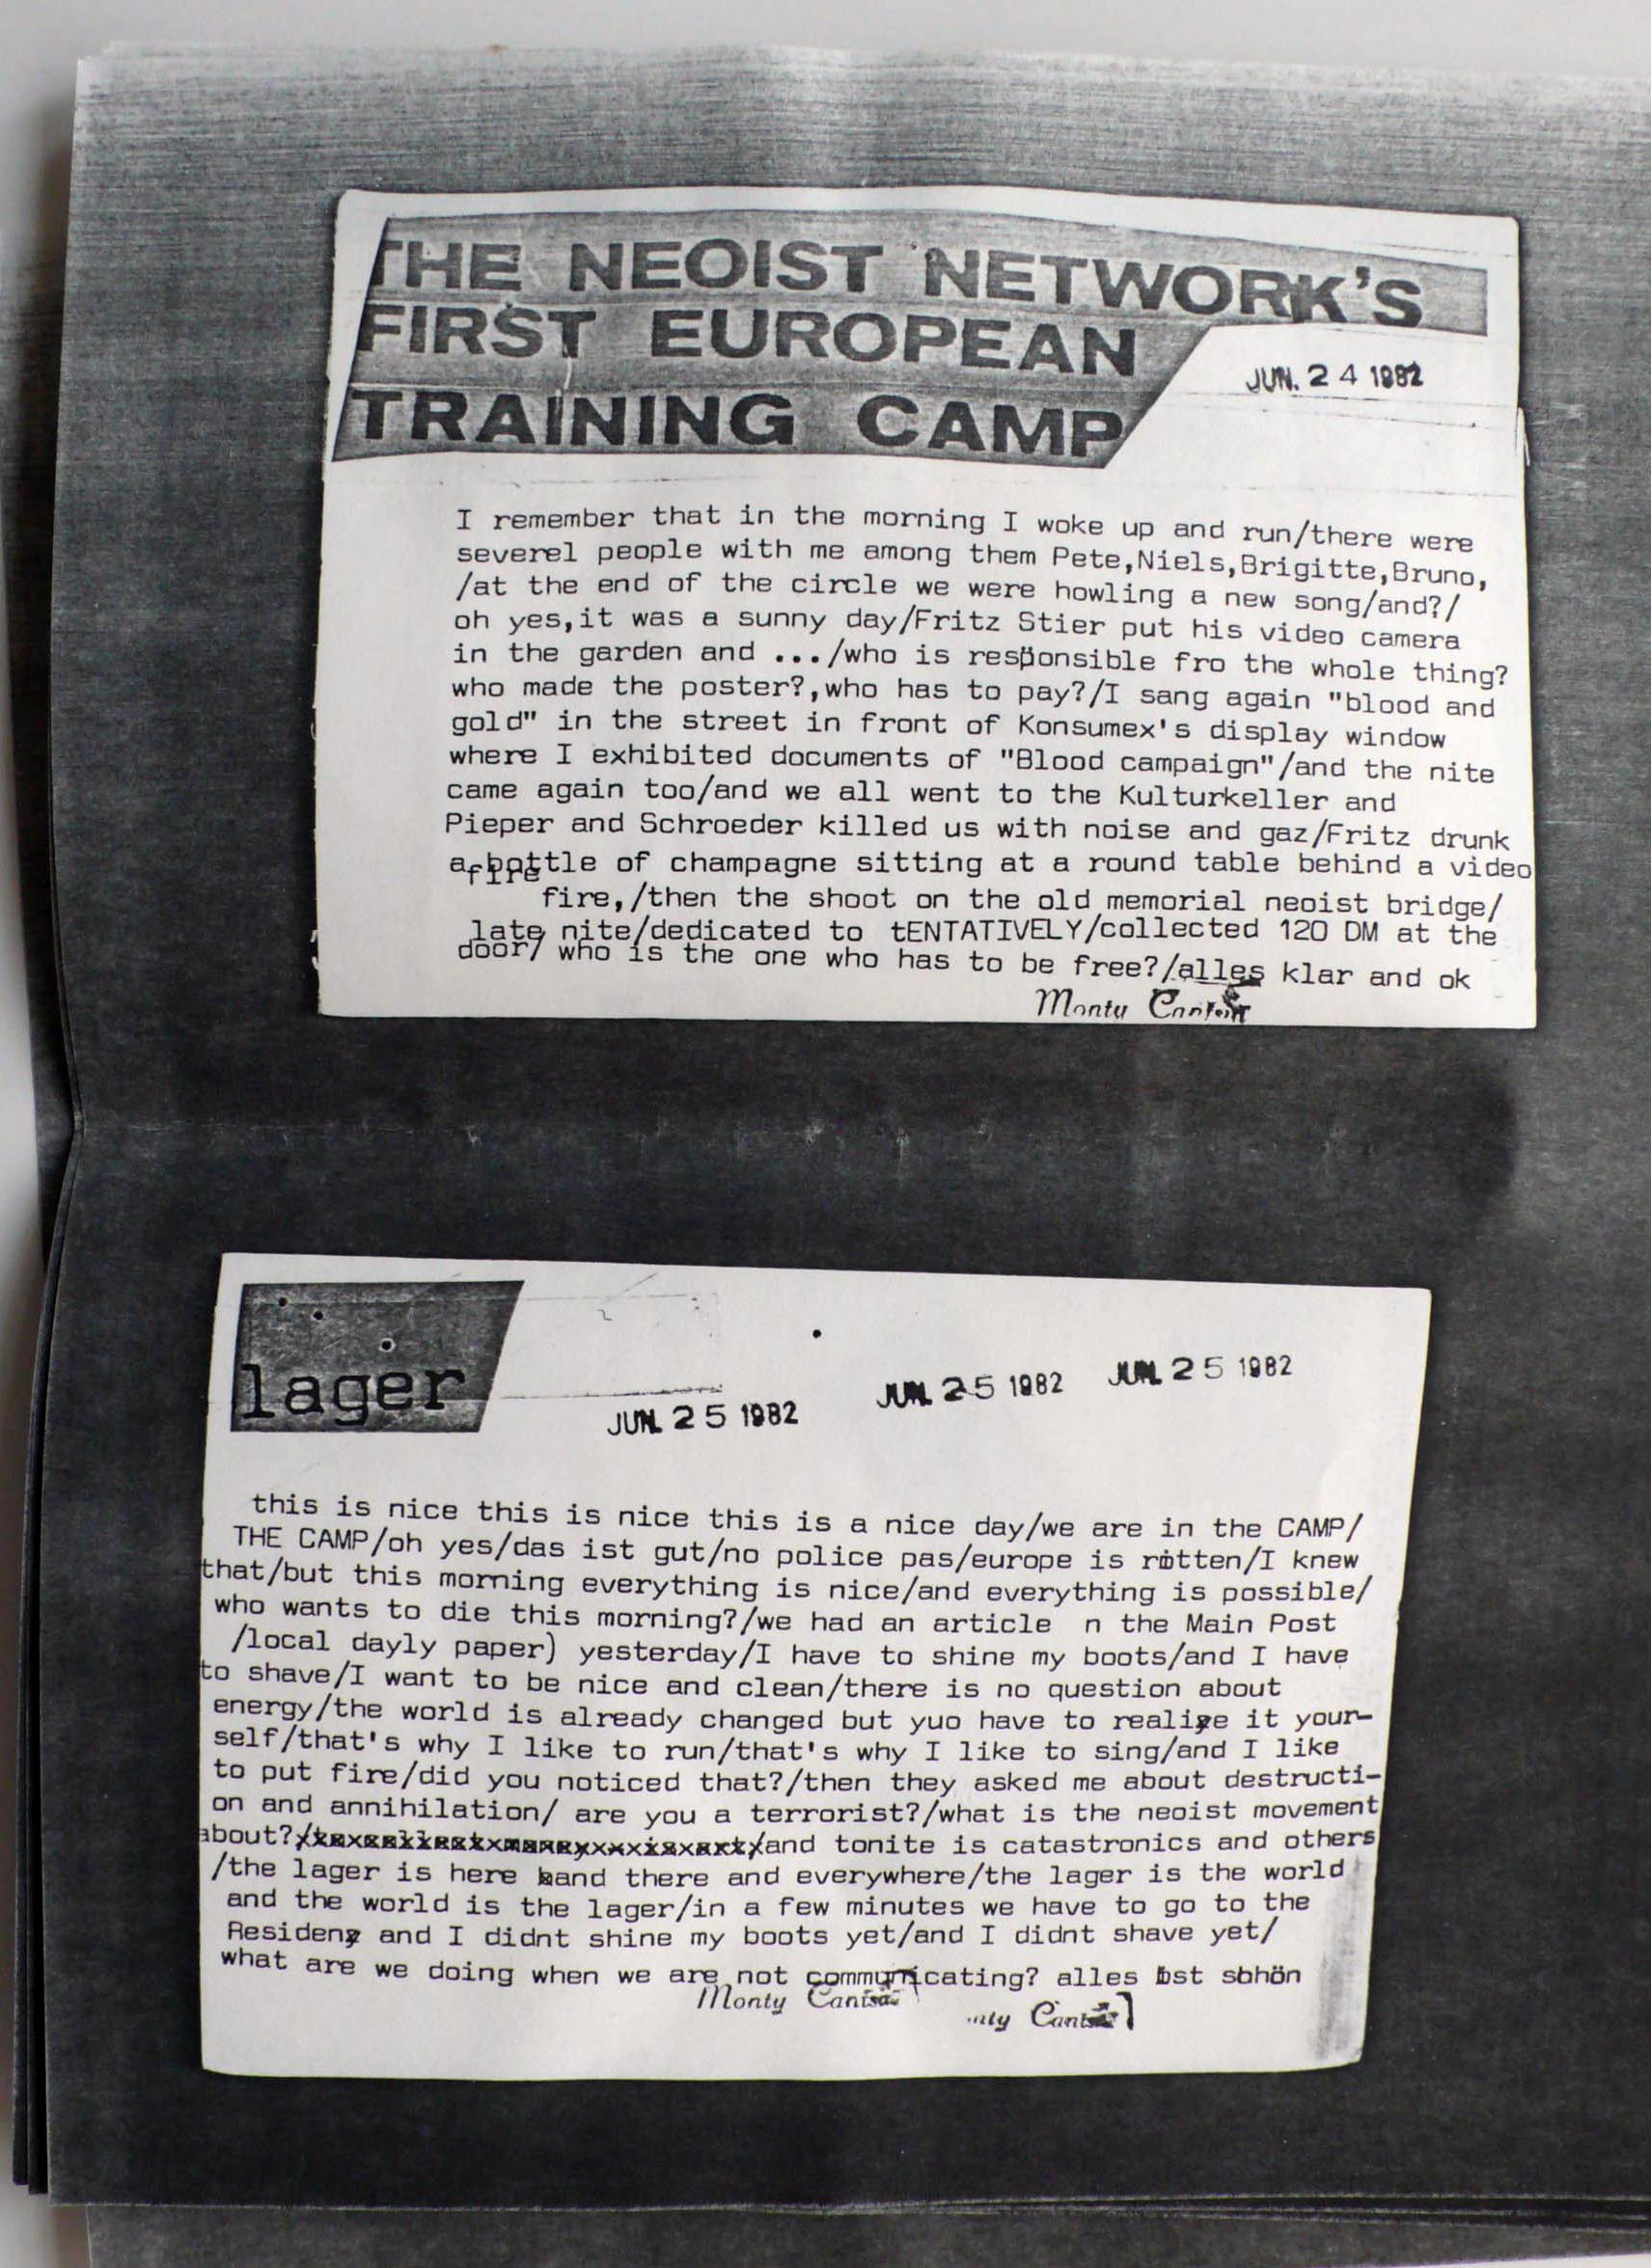 THE NEOIST NETWORK'S
FIRST EUROPEAN
TRAINING CAMP
JUN. 24 1982
I remember that in the morning I woke up and run/there were
severel people with me among them Pete,Niels,Brigitte,Bruno,
/at the end of the circle we were howling a new song/and?/
oh yes,it was a sunny day/Fritz Stier put his video camera
in the garden and .../who is responsible fro the whole thing?
who made the poster?,who has to pay?/I sang again "blood and
gold" in the street in front of Konsumex's display window
where I exhibited documents of "Blood campaign"/and the nite
came again too/and we all went to the Kulturkeller and
Pieper and Schroeder killed us with noise and gaz/Fritz drunk
a bottle of champagne sitting at a round table behind a video
fire
fire,/then the shoot on the old memorial neoist bridge/
late nite/dedicated to tENTATIVELY/collected 120 DM at the
door/ who is the one who has to be free?/alles klar and ok
Monty
lager
JUN. 25 1982 JUN. 25 1982 JUN. 25 1982
this is nice this is nice this is a nice day/we are in the CAMP/
THE CAMP/oh yes/das ist gut/no police pas/europe is rotten/I knew
that/but this morning everything is nice/and everything is possible/
who wants to die this morning?/we had an article n the Main Post
/local dayly paper) yesterday/I have to shine my boots/and I have
to shave/I want to be nice and clean/there is no question about
energy/the world is already changed but yuo have to realize it your-
self/that's why I like to run/that's why I like to sing/and I like
to put fire/did you noticed that?/then they asked me about destructi-
on and annihilation/ are you a terrorist?/what is the neoist movement
about?/and tonite is catastronics and others
/the lager is here and there and everywhere/the lager is the world
and the world is the lager/in a few minutes we have to go to the
Residenz and I didnt shine my boots yet/and I didnt shave yet/
what are we doing when we are not communicating? alles ist schön
Monty